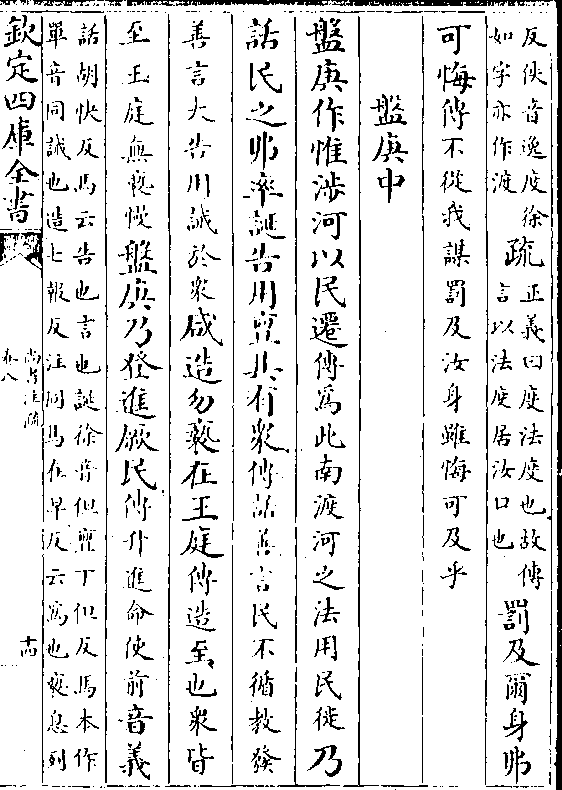 反佚音逸度徐
如字亦作渡
疏
正義曰度法度也故傳
言以法度居汝口也
罰及爾身弗
可悔傳不從我謀罰及汝身雖悔可及乎
盤庚中
盤庚作惟涉河以民遷傳為此南渡河之法用民徙乃
話民之弗率誕告用亶其有衆傳話善言民不循教發
善言大告用誠於衆咸造勿褻在王庭傳造至也衆皆
至王庭無褻慢盤庚乃登進厥民傳升進命使前音義
話胡快反馬云告也言也誕徐音但亶丁但反馬本作
單音同誠也造七報反注同馬在早反云為也褻息列
欽定四庫全書
尚書注疏
卷八
十四